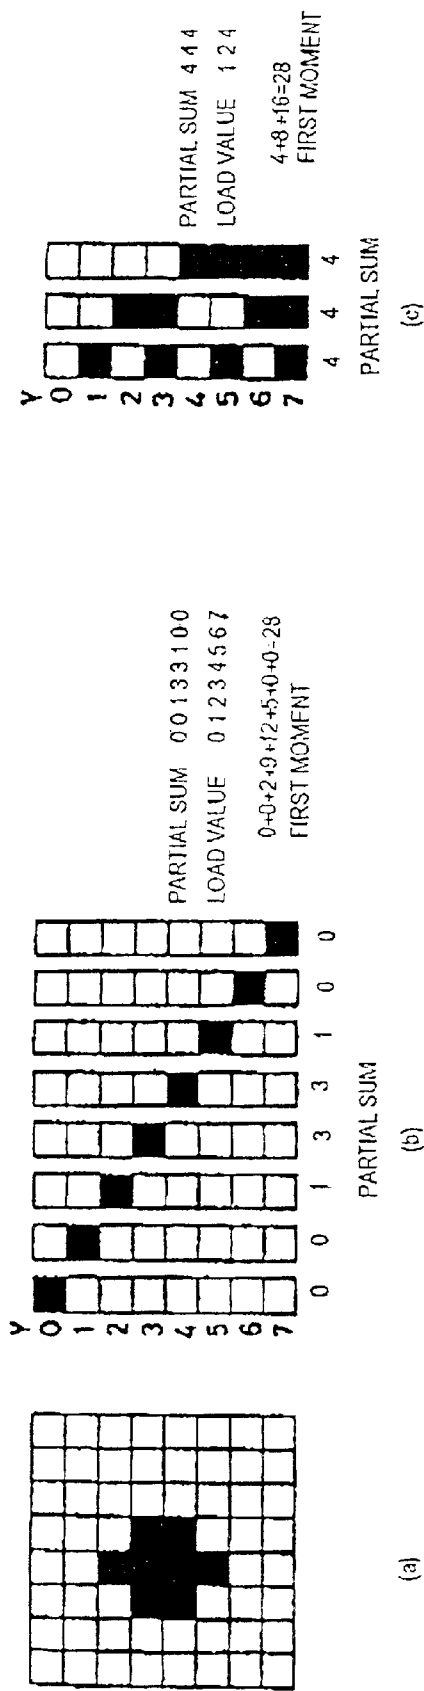 (a)
Y
0
1
2
3
4
5
6
7
0 0 1 3 3 1 0 0
PARTIAL SUM
(b)
PARTIAL SUM 0 0 1 3 3 1 0 0
LOAD VALUE 0 1 2 3 4 5 6 7
0+0+2+9+12+5+0+0=28
FIRST MOMENT
Y
0
1
2
3
4
5
6
7
4 4 4
PARTIAL SUM
(c)
PARTIAL SUM 4 4 4
LOAD VALUE 1 2 4
4+8+16=28
FIRST MOMENT